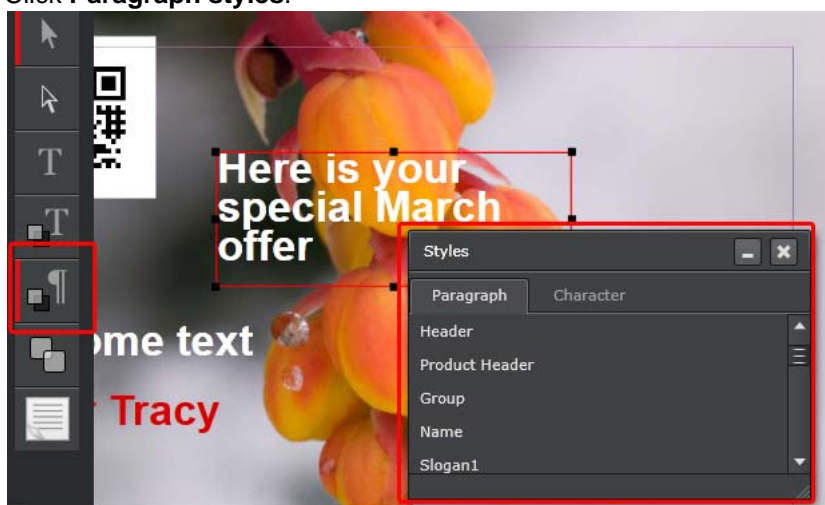 Click Paragraph styles.
Here is your
special March
offer
Styles
Paragraph Character
Header
Product Header
Group
Name
Slogan1
ome text
Tracy
T
T
¶